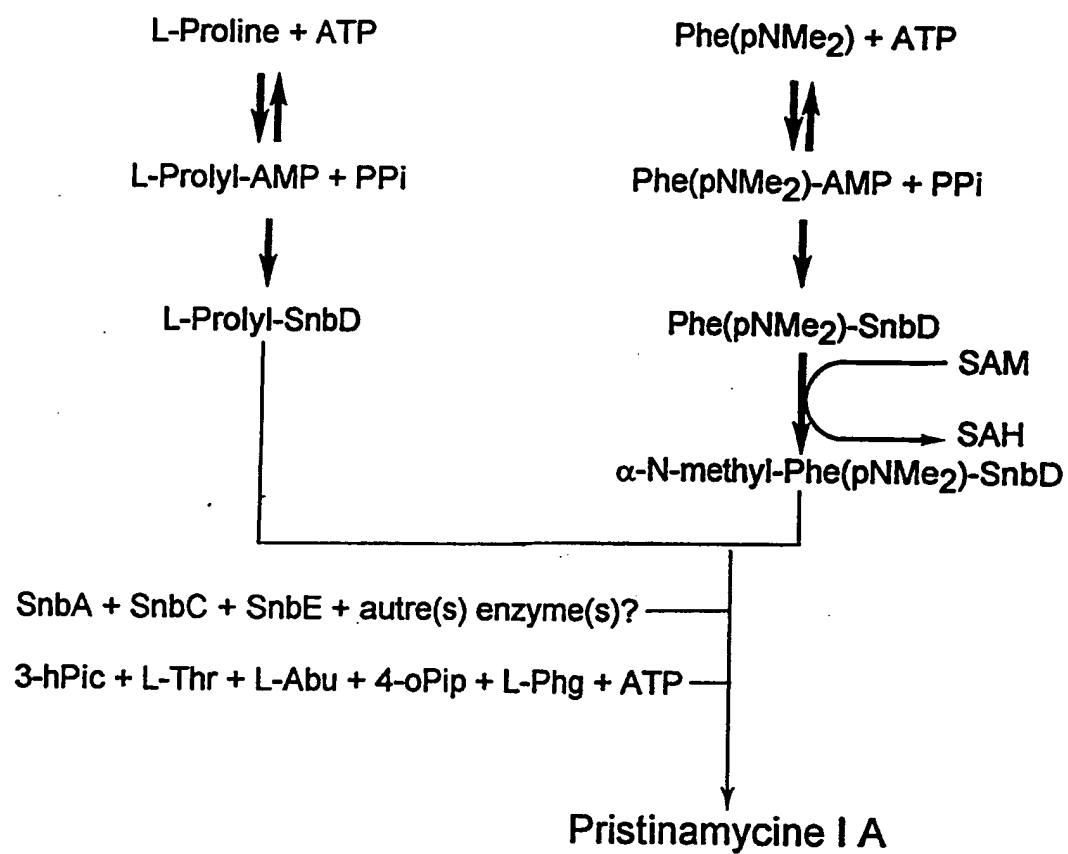 L-Proline + ATP
Phe(pNMe2) + ATP
L-Prolyl-AMP + PPi
Phe(pNMe2)-AMP + PPi
L-Prolyl-SnbD
Phe(pNMe2)-SnbD
SAM
SAH
α-N-methyl-Phe(pNMe2)-SnbD
SnbA + SnbC + SnbE + autre(s) enzyme(s)?
3-hPic + L-Thr + L-Abu + 4-oPip + L-Phg + ATP
Pristinamycine I A